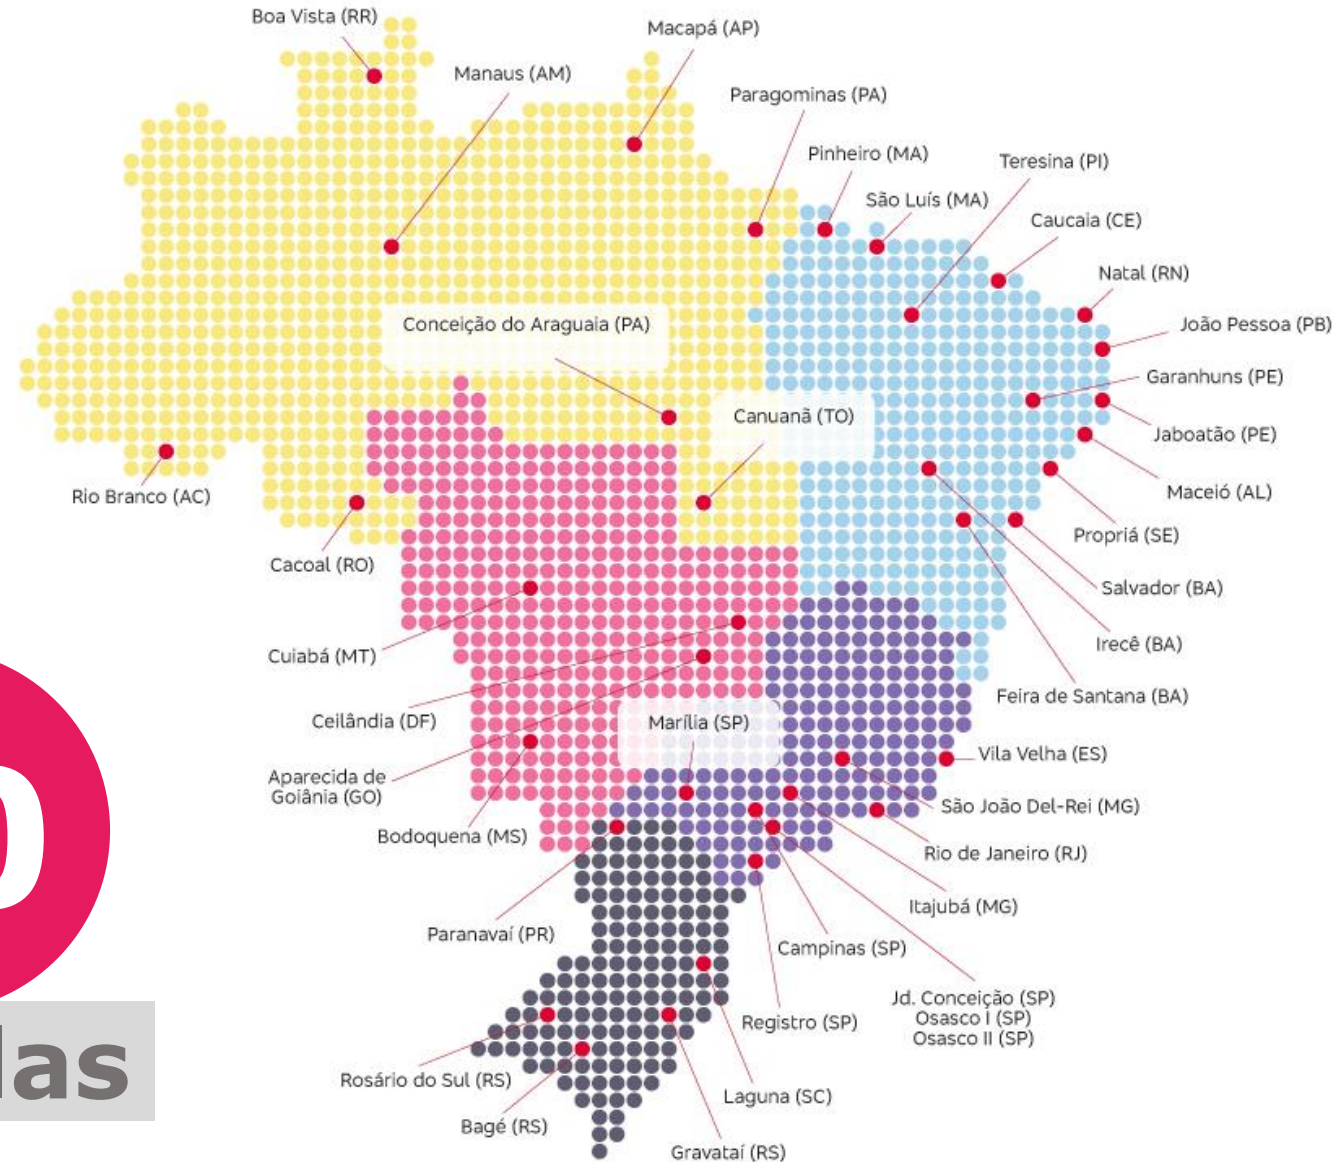 Boa Vista (RR)
Macapá (AP)
Manaus (AM)
Paragominas (PA)
Pinheiro (MA)
Teresina (PI)
São Luís (MA)
Caucaia (CE)
Natal (RN)
João Pessoa (PB)
Conceição do Araguaia (PA)
Garanhuns (PE)
Canuanã (TO)
Jaboatão (PE)
Rio Branco (AC)
Maceió (AL)
Propriá (SE)
Cacoal (RO)
Salvador (BA)
Irecê (BA)
Cuiabá (MT)
Feira de Santana (BA)
Ceilândia (DF)
Marília (SP)
Vila Velha (ES)
Aparecida de
Goiânia (GO)
São João Del-Rei (MG)
Bodoquena (MS)
Rio de Janeiro (RJ)
Itajubá (MG)
Paranavaí (PR)
Campinas (SP)
Jd. Conceição (SP)
Osasco I (SP)
Osasco II (SP)
Registro (SP)
las
Rosário do Sul (RS)
Laguna (SC)
Bagé (RS)
Gravataí (RS)